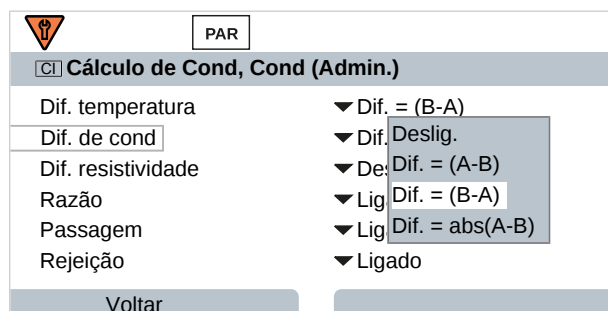 PAR
CI Cálculo de Cond, Cond (Admin.)
Dif. temperatura Dif. = (B-A)
Dif. de cond Dif.
Dif. resistividade Des
Razão Lig
Passagem Lig
Rejeição Ligado
Deslig.
Dif. = (A-B)
Dif. = (B-A)
Dif. = abs(A-B)
Voltar